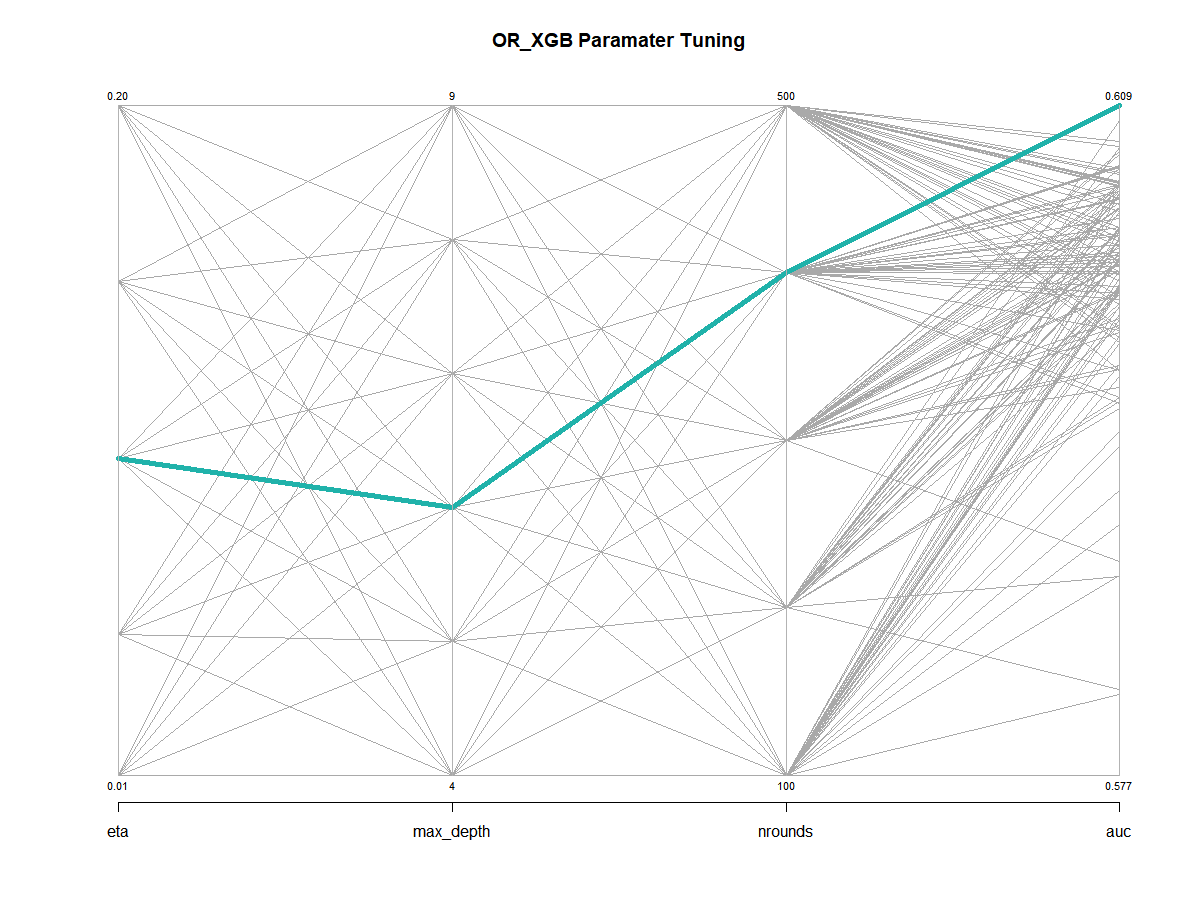 OR_XGB Paramater Tuning
0.20 9 500 0.609
0.01 4 100 0.577
eta max_depth nrounds auc